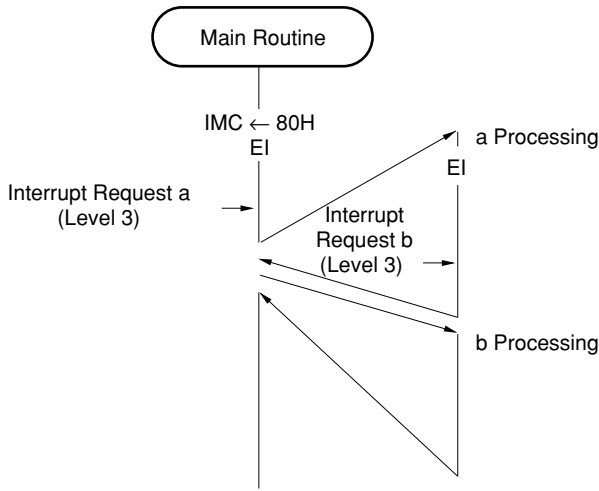 Main Routine
IMC ← 80H
EI
a Processing
EI
Interrupt Request a
(Level 3)
Interrupt
Request b
(Level 3)
b Processing